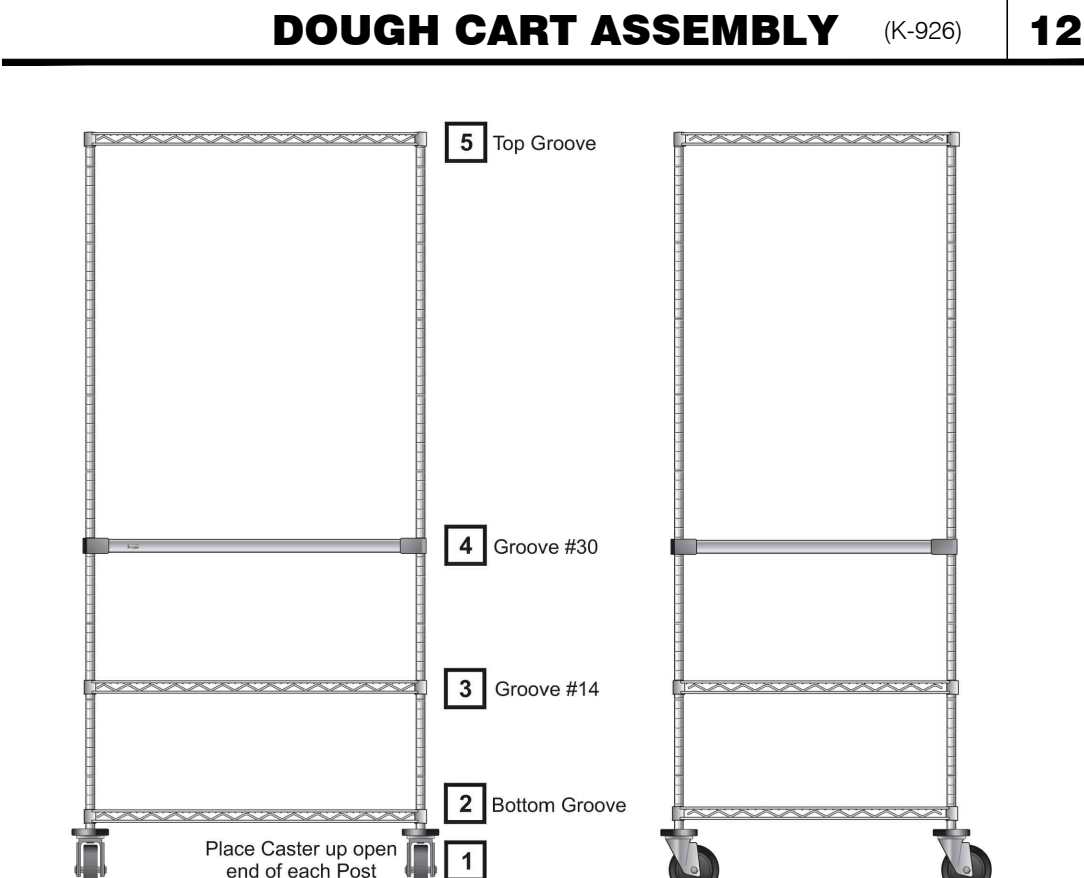 DOUGH CART ASSEMBLY (K-926) 12
5 Top Groove
4 Groove #30
3 Groove #14
2 Bottom Groove
Place Caster up open
end of each Post
1